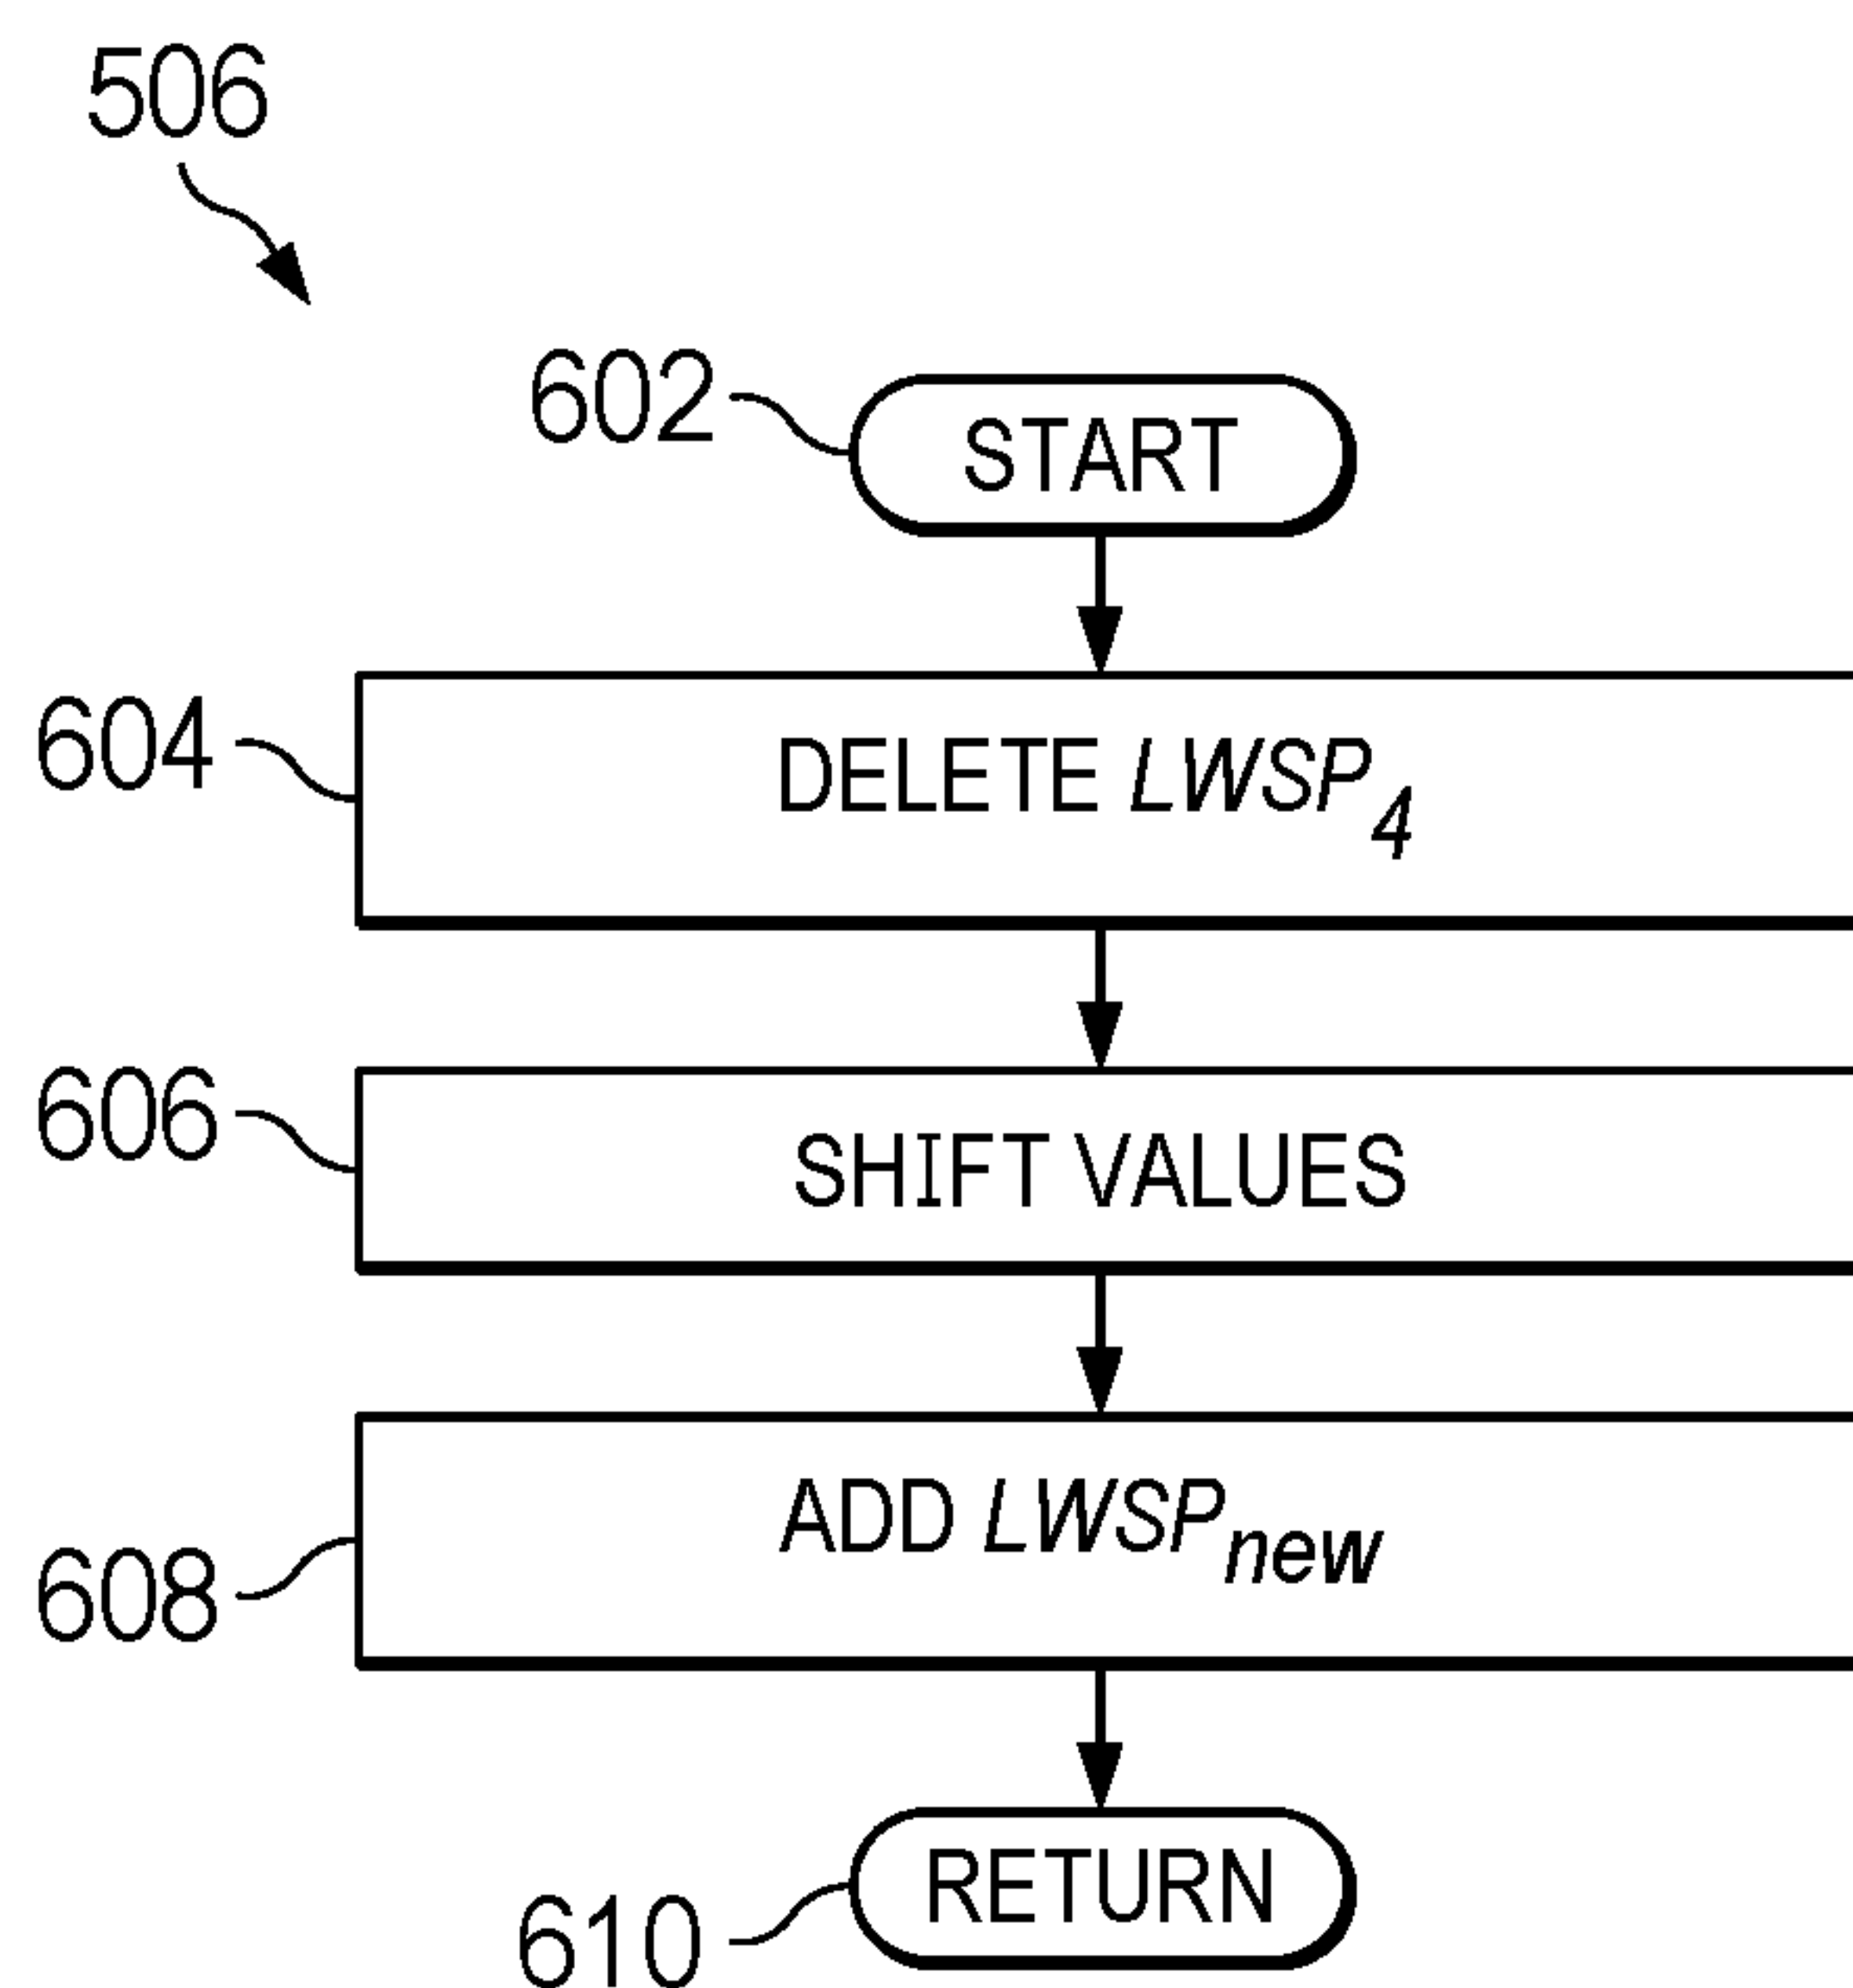 506
602 START
604 DELETE LWSP4
606 SHIFT VALUES
608 ADD LWSPnew
610 RETURN